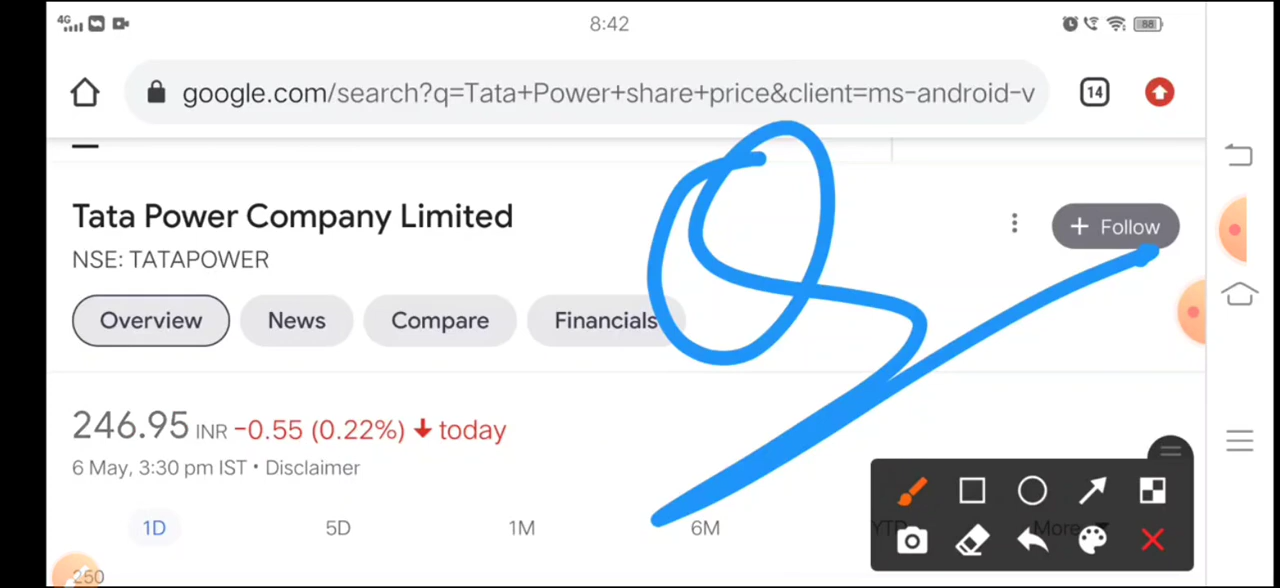 4G 8:42 88
google.com/search?q=Tata+Power+share+price&client=ms-android-v 14
Tata Power Company Limited
+ Follow
NSE: TATAPOWER
Overview News Compare Financials
246.95 INR -0.55 (0.22%) ↓ today
6 May, 3:30 pm IST • Disclaimer
1D 5D 1M 6M YTD More
250